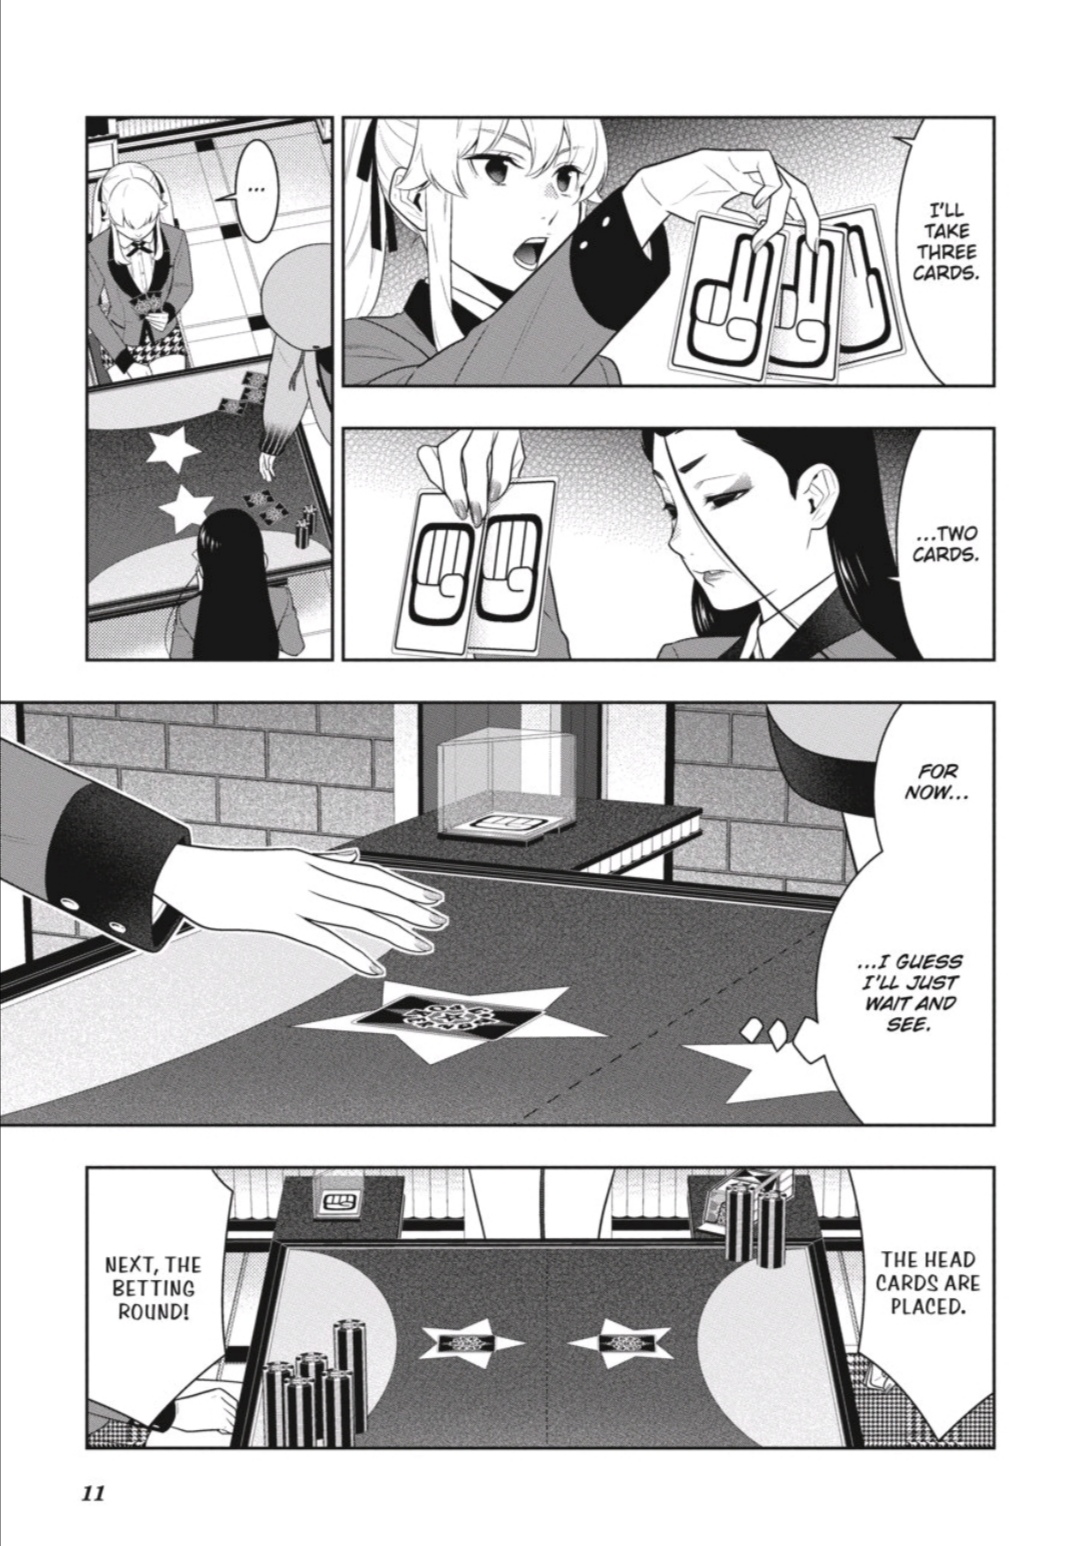 I'LL
TAKE
THREE
CARDS.
...TWO
CARDS.
...
FOR
NOW...
...I GUESS
I'LL JUST
WAIT AND
SEE.
THE HEAD
CARDS ARE
PLACED.
NEXT, THE
BETTING
ROUND!
11